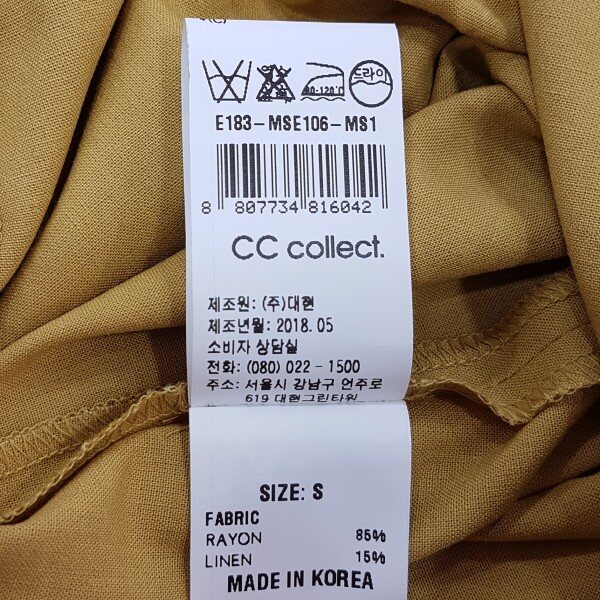 드라이
80-120°C
E183-MSE106-MS1
8 807734 816042
CC collect.
제조원: (주)대현
제조년월: 2018.05
소비자 상담실
전화: (080) 022-1500
주소: 서울시 강남구 언주로
619 대현그린타워
SIZE: S
FABRIC
RAYON 85%
LINEN 15%
MADE IN KOREA